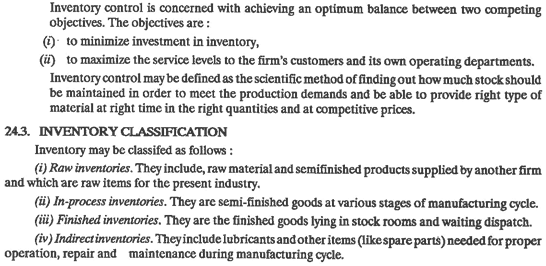 Inventory control is concerned with achieving an optimum balance between two competing
objectives. The objectives are :
(i) to minimize investment in inventory,
(ii) to maximize the service levels to the firm's customers and its own operating departments.
Inventory control may be defined as the scientific method of finding out how much stock should
be maintained in order to meet the production demands and be able to provide right type of
material at right time in the right quantities and at competitive prices.
24.3. INVENTORY CLASSIFICATION
Inventory may be classifed as follows :
(i) Raw inventories. They include, raw material and semifinished products supplied by another firm
and which are raw items for the present industry.
(ii) In-process inventories. They are semi-finished goods at various stages of manufacturing cycle.
(iii) Finished inventories. They are the finished goods lying in stock rooms and waiting dispatch.
(iv) Indirect inventories. They include lubricants and other items (like spare parts) needed for proper
operation, repair and maintenance during manufacturing cycle.